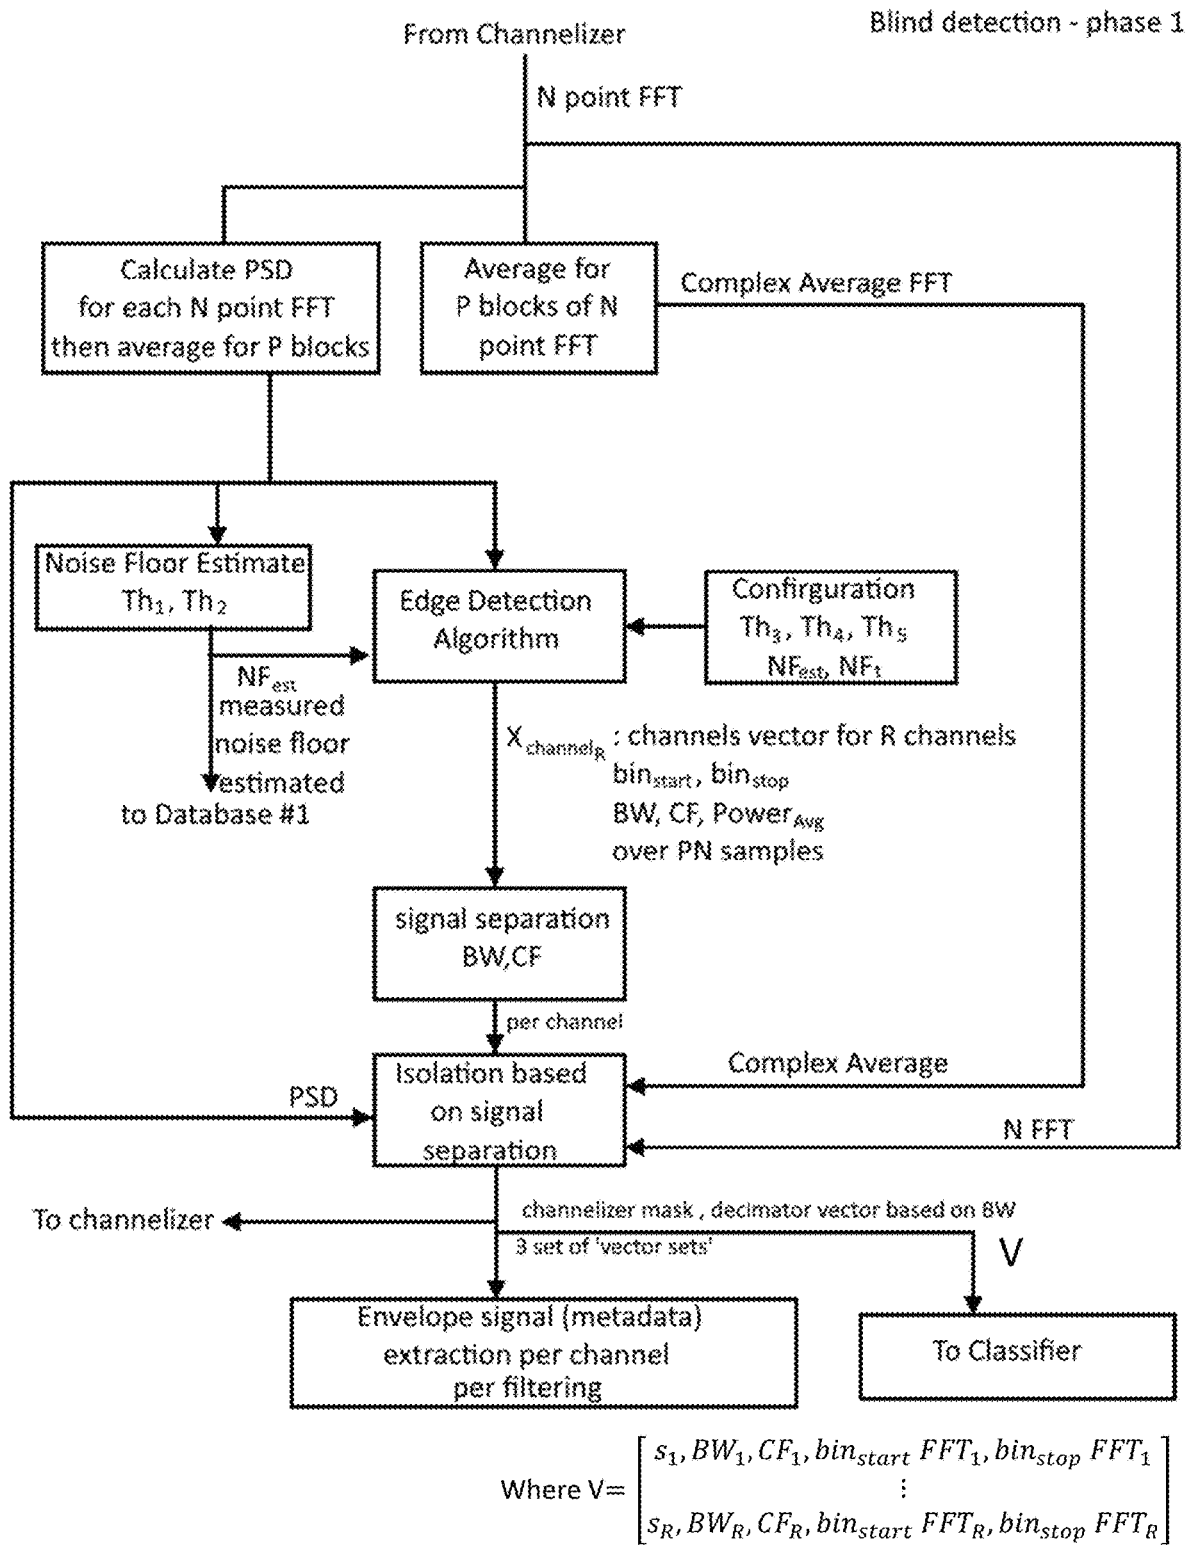 Blind detection - phase 1
From Channelizer
N point FFT
Calculate PSD
for each N point FFT
then average for P blocks
Average for
P blocks of N
point FFT
Complex Average FFT
Noise Floor Estimate
Th₁, Th₂
Edge Detection
Algorithm
Confirguration
Th₃, Th₄, Th₅
NF_est, NF_t
NF_est
measured
noise floor
estimated
to Database #1
X_channel_R : channels vector for R channels
bin_start, bin_stop
BW, CF, Power_Avg
over PN samples
signal separation
BW,CF
per channel
Isolation based
on signal
separation
PSD
Complex Average
N FFT
To channelizer
channelizer mask , decimator vector based on BW
3 set of 'vector sets'
V
Envelope signal (metadata)
extraction per channel
per filtering
To Classifier
s₁, BW₁, CF₁, bin_start FFT₁, bin_stop FFT₁
Where V=
⋮
s_R, BW_R, CF_R, bin_start FFT_R, bin_stop FFT_R